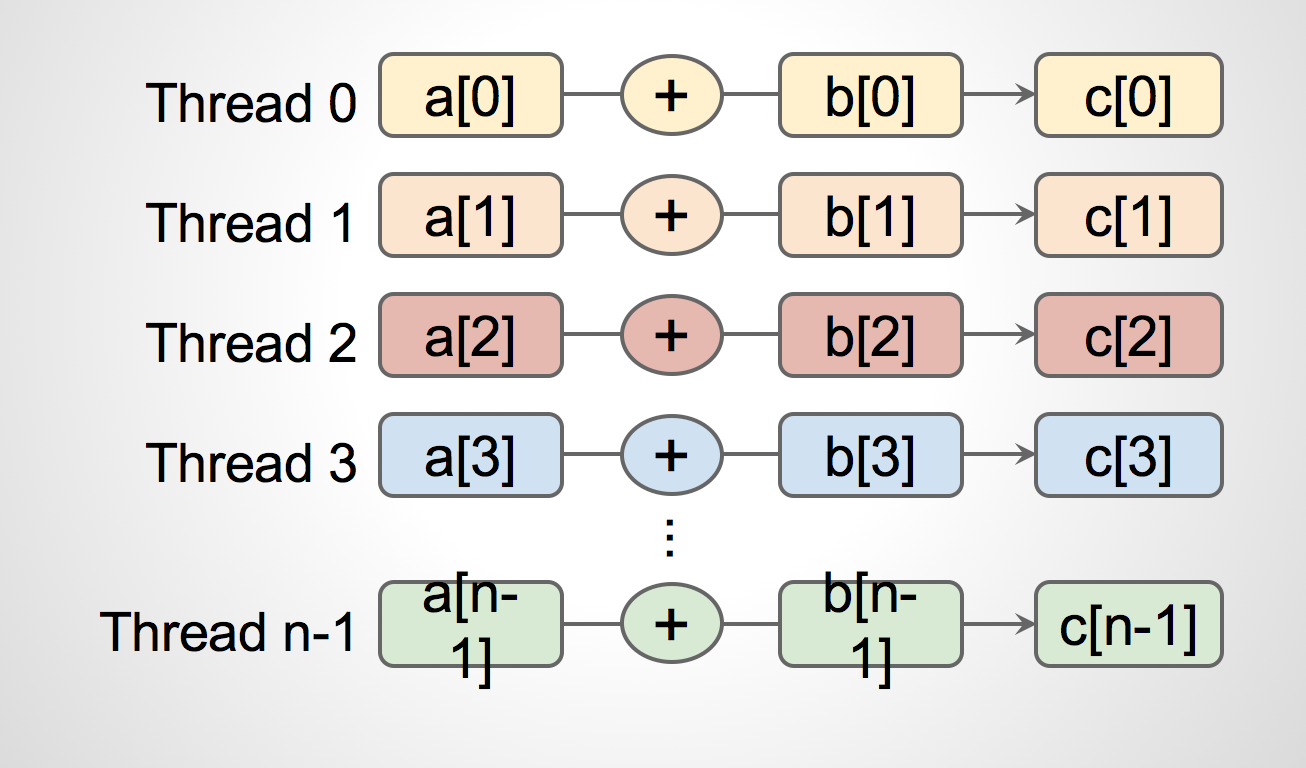 Thread 0 a[0] + b[0] c[0]
Thread 1 a[1] + b[1] c[1]
Thread 2 a[2] + b[2] c[2]
Thread 3 a[3] + b[3] c[3]
⋮
Thread n-1 a[n-1] + b[n-1] c[n-1]